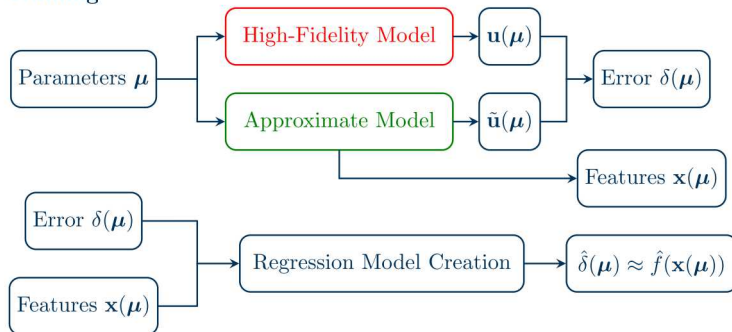 High-Fidelity Model
u(μ)
Parameters μ
Error δ(μ)
Approximate Model
ũ(μ)
Features x(μ)
Error δ(μ)
Regression Model Creation
δ̂(μ) ≈ f̂(x(μ))
Features x(μ)